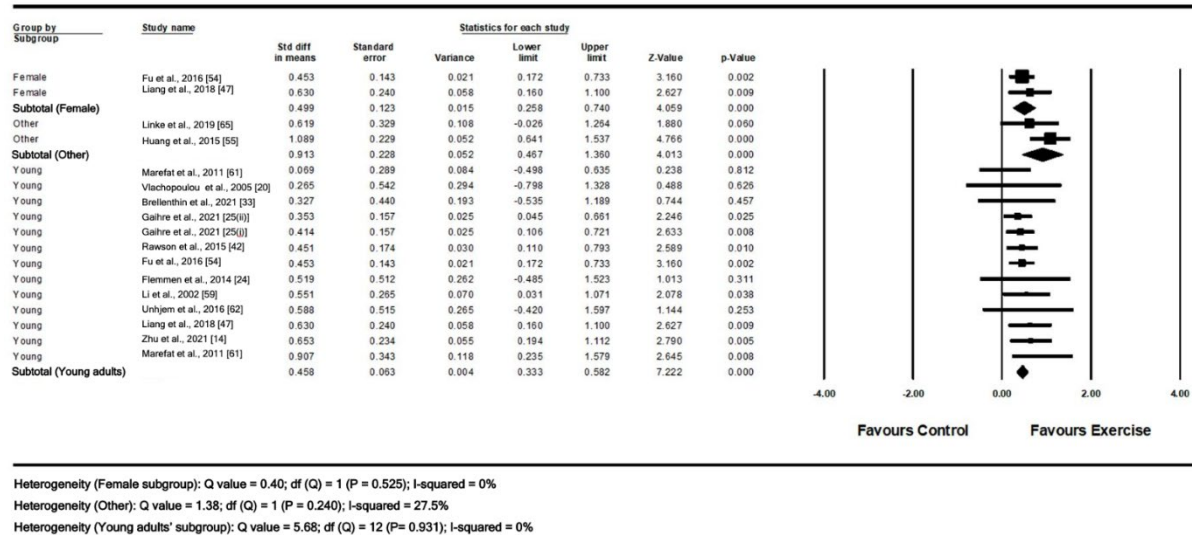 Group by Study name Statistics for each study
Subgroup
Std diff in means Standard error Variance Lower limit Upper limit Z-Value p-Value
Female Fu et al., 2016 [54] 0.453 0.143 0.021 0.172 0.733 3.160 0.002
Female Liang et al., 2018 [47] 0.630 0.240 0.058 0.160 1.100 2.627 0.009
Subtotal (Female) 0.499 0.123 0.015 0.258 0.740 4.059 0.000
Other Linke et al., 2019 [65] 0.619 0.329 0.108 -0.026 1.264 1.880 0.060
Other Huang et al., 2015 [55] 1.089 0.229 0.052 0.641 1.537 4.766 0.000
Subtotal (Other) 0.913 0.228 0.052 0.467 1.360 4.013 0.000
Young Marefat et al., 2011 [61] 0.069 0.289 0.084 -0.498 0.635 0.238 0.812
Young Vlachopoulou et al., 2005 [20] 0.265 0.542 0.294 -0.798 1.328 0.488 0.626
Young Brellenthin et al., 2021 [33] 0.327 0.440 0.193 -0.535 1.189 0.744 0.457
Young Gaihre et al., 2021 [25(ii)] 0.353 0.157 0.025 0.045 0.661 2.246 0.025
Young Gaihre et al., 2021 [25(i)] 0.414 0.157 0.025 0.106 0.721 2.633 0.008
Young Rawson et al., 2015 [42] 0.451 0.174 0.030 0.110 0.793 2.589 0.010
Young Fu et al., 2016 [54] 0.453 0.143 0.021 0.172 0.733 3.160 0.002
Young Flemmen et al., 2014 [24] 0.519 0.512 0.262 -0.485 1.523 1.013 0.311
Young Li et al., 2002 [59] 0.551 0.265 0.070 0.031 1.071 2.078 0.038
Young Unhjem et al., 2016 [62] 0.588 0.515 0.265 -0.420 1.597 1.144 0.253
Young Liang et al., 2018 [47] 0.630 0.240 0.058 0.160 1.100 2.627 0.009
Young Zhu et al., 2021 [14] 0.653 0.234 0.055 0.194 1.112 2.790 0.005
Young Marefat et al., 2011 [61] 0.907 0.343 0.118 0.235 1.579 2.645 0.008
Subtotal (Young adults) 0.458 0.063 0.004 0.333 0.582 7.222 0.000
-4.00 -2.00 0.00 2.00 4.00
Favours Control Favours Exercise
Heterogeneity (Female subgroup): Q value = 0.40; df (Q) = 1 (P = 0.525); I-squared = 0%
Heterogeneity (Other): Q value = 1.38; df (Q) = 1 (P = 0.240); I-squared = 27.5%
Heterogeneity (Young adults' subgroup): Q value = 5.68; df (Q) = 12 (P= 0.931); I-squared = 0%